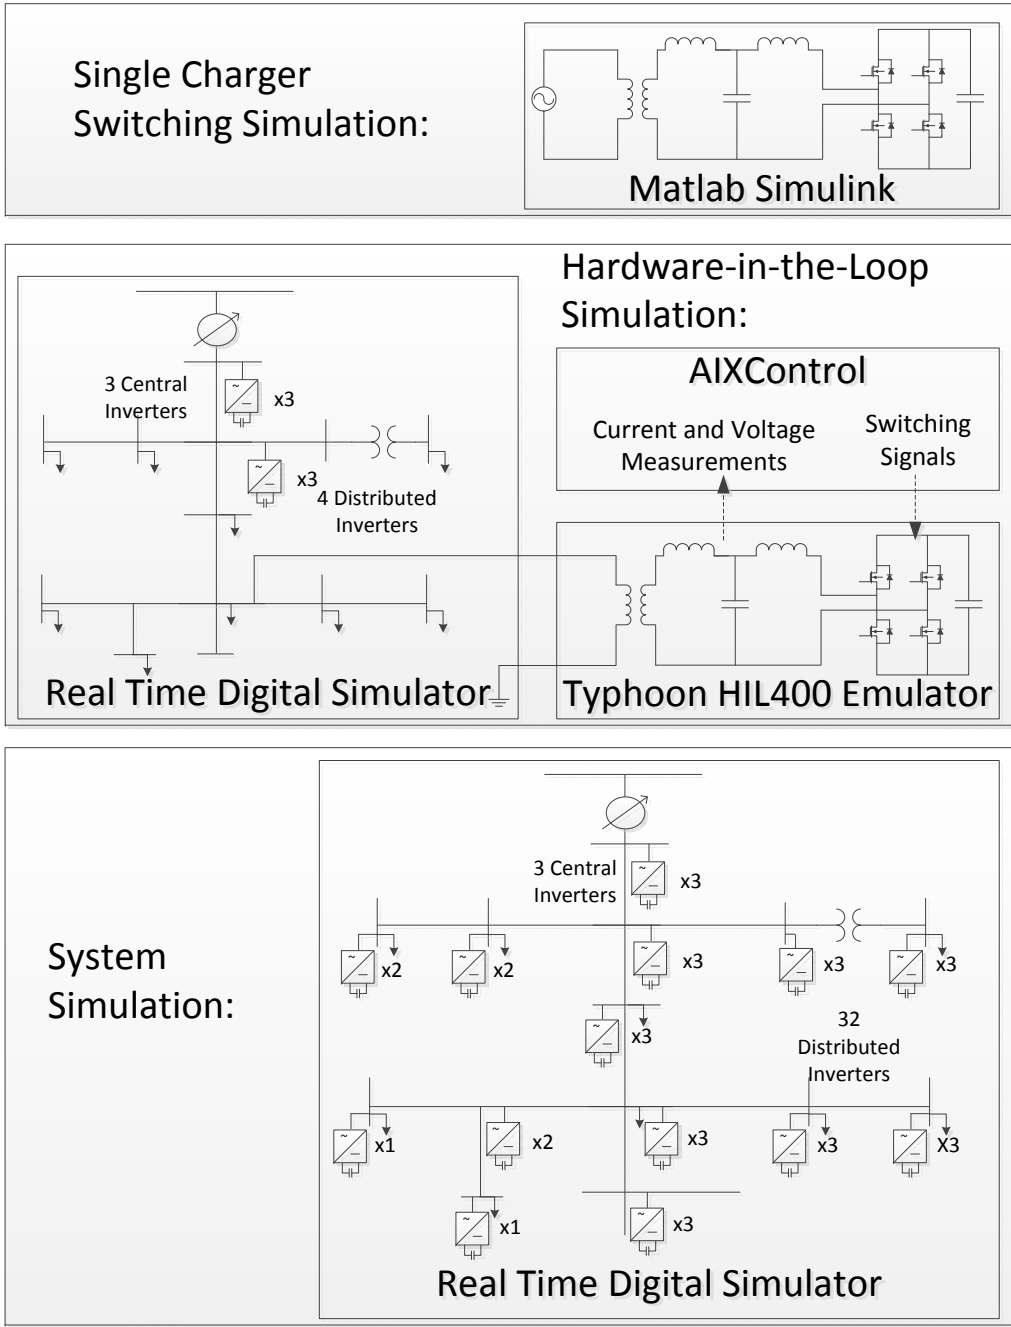 Single Charger
Switching Simulation:
Matlab Simulink
Hardware-in-the-Loop
Simulation:
AIXControl
Current and Voltage
Measurements
Switching
Signals
3 Central
Inverters
x3
x3
4 Distributed
Inverters
Real Time Digital Simulator
Typhoon HIL400 Emulator
System
Simulation:
3 Central
Inverters
x3
x2
x2
x3
x3
x3
x3
32
Distributed
Inverters
x1
x2
x3
x3
X3
x1
x3
Real Time Digital Simulator